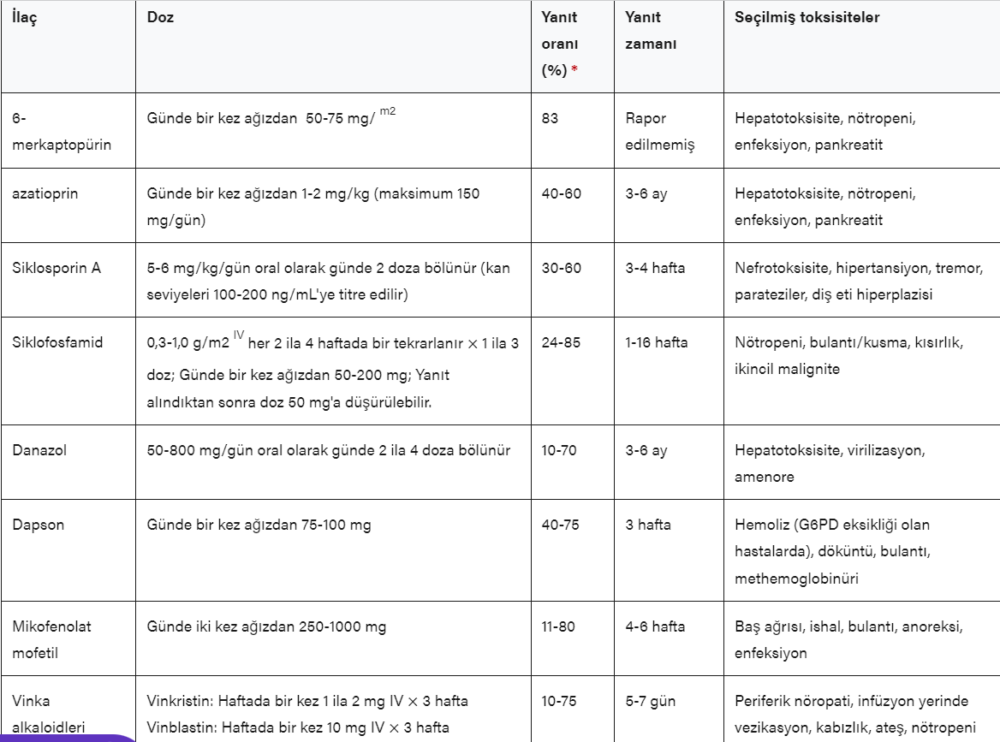 İlaç
Doz
Yanıt
oranı
(%) *
Yanıt
zamanı
Seçilmiş toksisiteler
6-
merkaptopürin
Günde bir kez ağızdan 50-75 mg/ m2
83
Rapor
edilmemiş
Hepatotoksisite, nötropeni,
enfeksiyon, pankreatit
azatioprin
Günde bir kez ağızdan 1-2 mg/kg (maksimum 150
mg/gün)
40-60
3-6 ay
Hepatotoksisite, nötropeni,
enfeksiyon, pankreatit
Siklosporin A
5-6 mg/kg/gün oral olarak günde 2 doza bölünür (kan
seviyeleri 100-200 ng/mL'ye titre edilir)
30-60
3-4 hafta
Nefrotoksisite, hipertansiyon, tremor,
parateziler, diş eti hiperplazisi
Siklofosfamid
0,3-1,0 g/m2 IV her 2 ila 4 haftada bir tekrarlanır × 1 ila 3
doz; Günde bir kez ağızdan 50-200 mg; Yanıt
alındıktan sonra doz 50 mg'a düşürülebilir.
24-85
1-16 hafta
Nötropeni, bulantı/kusma, kısırlık,
ikincil malignite
Danazol
50-800 mg/gün oral olarak günde 2 ila 4 doza bölünür
10-70
3-6 ay
Hepatotoksisite, virilizasyon,
amenore
Dapson
Günde bir kez ağızdan 75-100 mg
40-75
3 hafta
Hemoliz (G6PD eksikliği olan
hastalarda), döküntü, bulantı,
methemoglobinüri
Mikofenolat
mofetil
Günde iki kez ağızdan 250-1000 mg
11-80
4-6 hafta
Baş ağrısı, ishal, bulantı, anoreksi,
enfeksiyon
Vinka
alkaloidleri
Vinkristin: Haftada bir kez 1 ila 2 mg IV × 3 hafta
Vinblastin: Haftada bir kez 10 mg IV × 3 hafta
10-75
5-7 gün
Periferik nöropati, infüzyon yerinde
vezikasyon, kabızlık, ateş, nötropeni